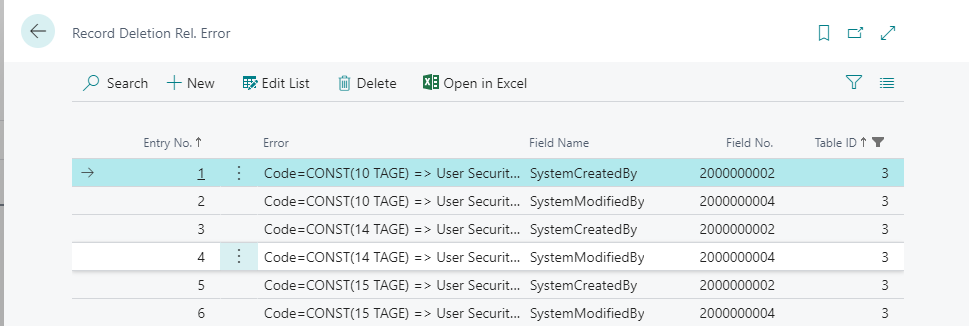 Record Deletion Rel. Error
Search New Edit List Delete Open in Excel
Entry No. ↑ Error Field Name Field No. Table ID ↑
1 Code=CONST(10 TAGE) => User Securit... SystemCreatedBy 2000000002 3
2 Code=CONST(10 TAGE) => User Securit... SystemModifiedBy 2000000004 3
3 Code=CONST(14 TAGE) => User Securit... SystemCreatedBy 2000000002 3
4 Code=CONST(14 TAGE) => User Securit... SystemModifiedBy 2000000004 3
5 Code=CONST(15 TAGE) => User Securit... SystemCreatedBy 2000000002 3
6 Code=CONST(15 TAGE) => User Securit... SystemModifiedBy 2000000004 3